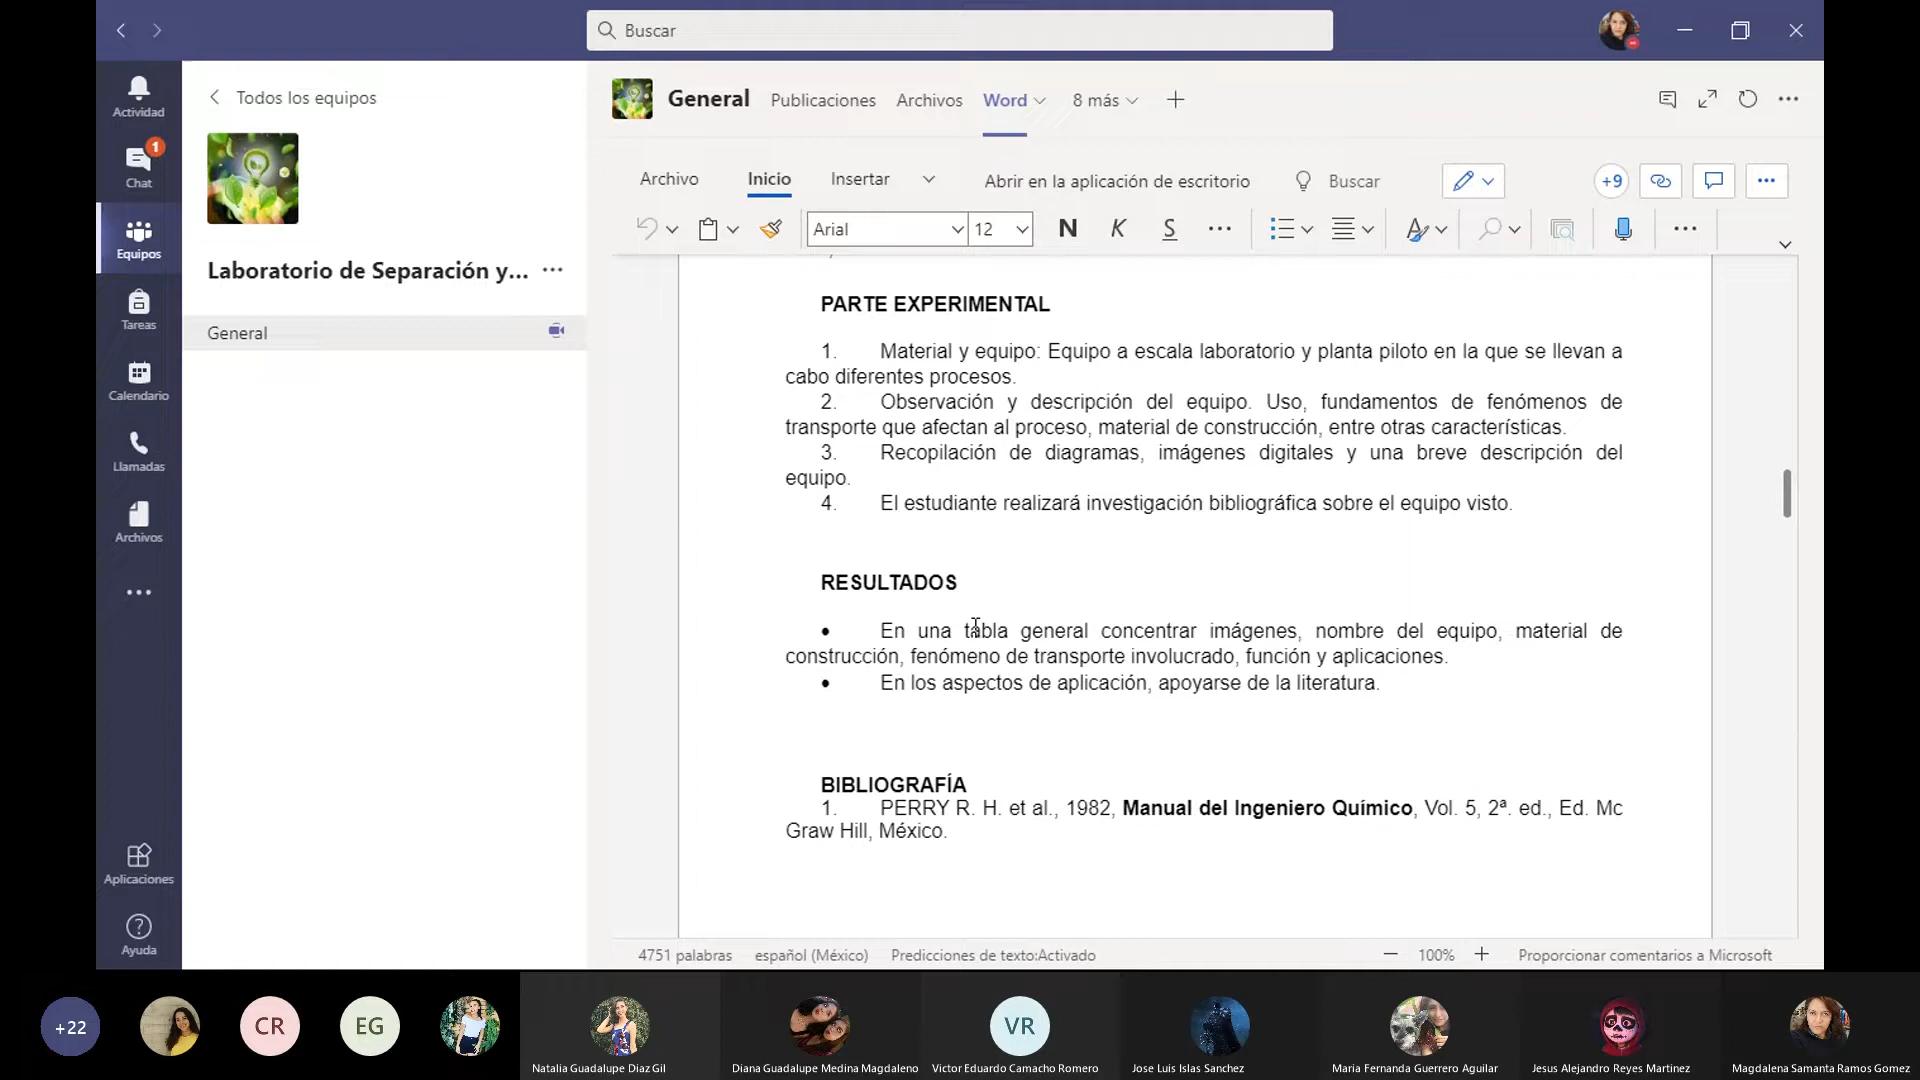 Buscar
Actividad
1
Chat
Equipos
Tareas
Calendario
Llamadas
Archivos
Aplicaciones
Ayuda
Todos los equipos
Laboratorio de Separación y...
General
General Publicaciones Archivos Word 8 más
Archivo Inicio Insertar Abrir en la aplicación de escritorio Buscar +9
Arial 12 N K S
PARTE EXPERIMENTAL
1. Material y equipo: Equipo a escala laboratorio y planta piloto en la que se llevan a
cabo diferentes procesos.
2. Observación y descripción del equipo. Uso, fundamentos de fenómenos de
transporte que afectan al proceso, material de construcción, entre otras características.
3. Recopilación de diagramas, imágenes digitales y una breve descripción del
equipo.
4. El estudiante realizará investigación bibliográfica sobre el equipo visto.
RESULTADOS
• En una tabla general concentrar imágenes, nombre del equipo, material de
construcción, fenómeno de transporte involucrado, función y aplicaciones.
• En los aspectos de aplicación, apoyarse de la literatura.
BIBLIOGRAFÍA
1. PERRY R. H. et al., 1982, Manual del Ingeniero Químico, Vol. 5, 2ª. ed., Ed. Mc
Graw Hill, México.
4751 palabras español (México) Predicciones de texto:Activado 100% Proporcionar comentarios a Microsoft
+22 CR EG VR
Natalia Guadalupe Diaz Gil Diana Guadalupe Medina Magdaleno Victor Eduardo Camacho Romero Jose Luis Islas Sanchez Maria Fernanda Guerrero Aguilar Jesus Alejandro Reyes Martinez Magdalena Samanta Ramos Gomez